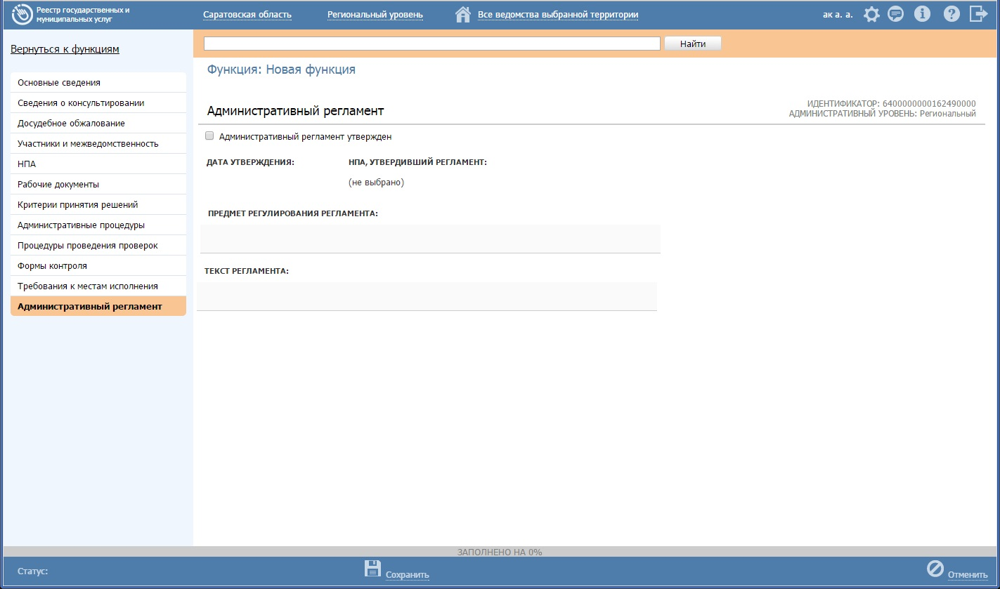 Реестр государственных и
муниципальных услуг
Саратовская область
Региональный уровень
Все ведомства выбранной территории
ак а. а.
Вернуться к функциям
Найти
Функция: Новая функция
Основные сведения
Сведения о консультировании
Досудебное обжалование
Участники и межведомственность
НПА
Рабочие документы
Критерии принятия решений
Административные процедуры
Процедуры проведения проверок
Формы контроля
Требования к местам исполнения
Административный регламент
Административный регламент
ИДЕНТИФИКАТОР: 6400000000162490000
АДМИНИСТРАТИВНЫЙ УРОВЕНЬ: Региональный
Административный регламент утвержден
ДАТА УТВЕРЖДЕНИЯ:
НПА, УТВЕРДИВШИЙ РЕГЛАМЕНТ:
(не выбрано)
ПРЕДМЕТ РЕГУЛИРОВАНИЯ РЕГЛАМЕНТА:
ТЕКСТ РЕГЛАМЕНТА:
ЗАПОЛНЕНО НА 0%
Статус:
Сохранить
Отменить